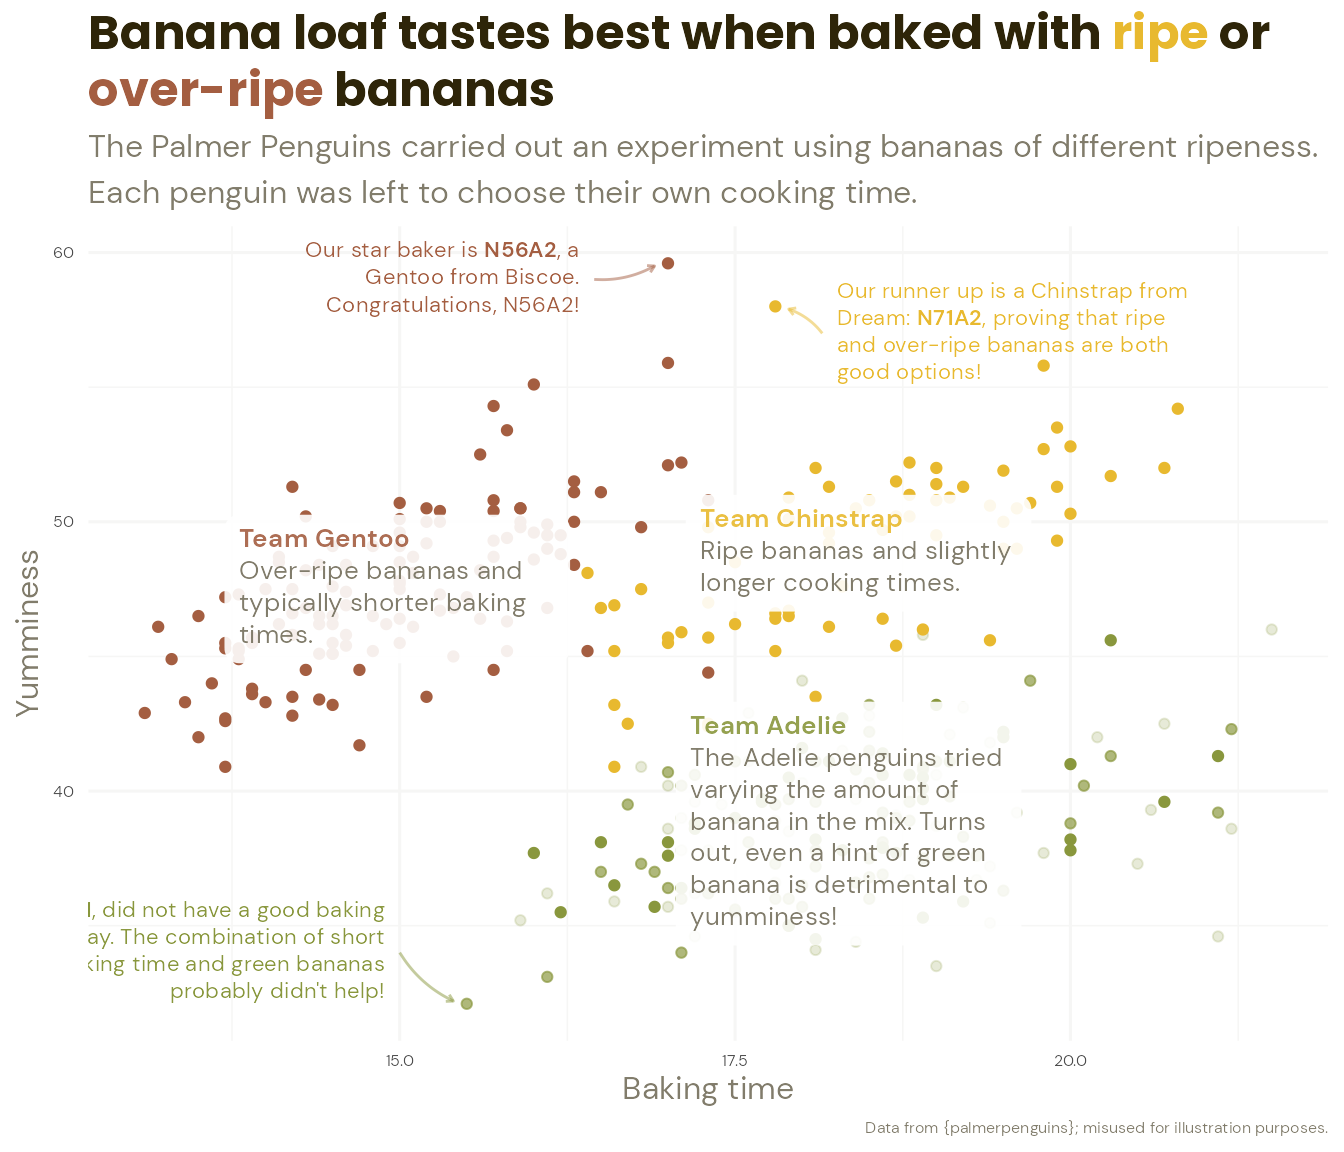 Banana loaf tastes best when baked with ripe or
over-ripe bananas
The Palmer Penguins carried out an experiment using bananas of different ripeness.
Each penguin was left to choose their own cooking time.
Our star baker is N56A2, a
Gentoo from Biscoe.
Congratulations, N56A2!
Our runner up is a Chinstrap from
Dream: N71A2, proving that ripe
and over-ripe bananas are both
good options!
Team Gentoo
Over-ripe bananas and
typically shorter baking
times.
Team Chinstrap
Ripe bananas and slightly
longer cooking times.
Team Adelie
The Adelie penguins tried
varying the amount of
banana in the mix. Turns
out, even a hint of green
banana is detrimental to
yumminess!
, did not have a good baking
ay. The combination of short
king time and green bananas
probably didn't help!
60
50
40
Yumminess
15.0
17.5
20.0
Baking time
Data from {palmerpenguins}; misused for illustration purposes.